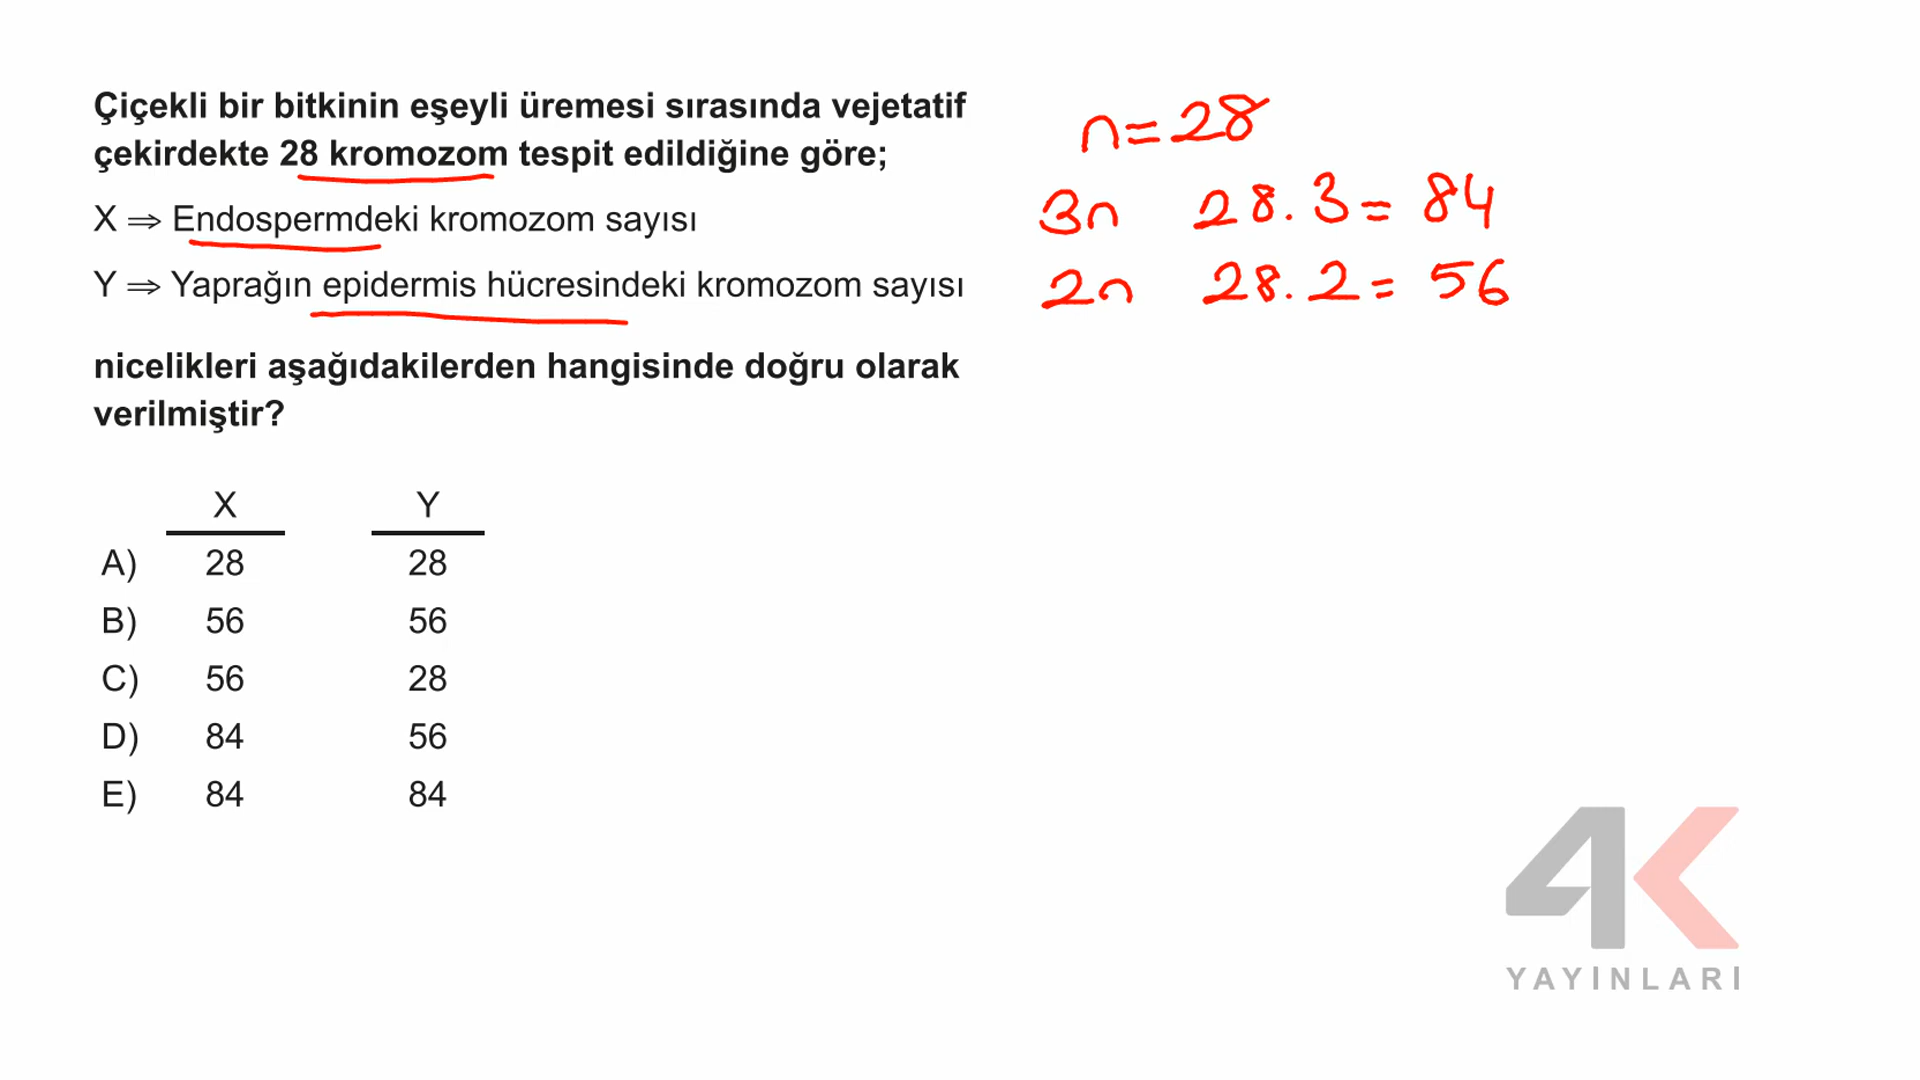 Çiçekli bir bitkinin eşeyli üremesi sırasında vejetatif
çekirdekte 28 kromozom tespit edildiğine göre;
X ⇒ Endospermdeki kromozom sayısı
Y ⇒ Yaprağın epidermis hücresindeki kromozom sayısı
nicelikleri aşağıdakilerden hangisinde doğru olarak
verilmiştir?
X Y
A) 28 28
B) 56 56
C) 56 28
D) 84 56
E) 84 84
n=28
3n 28.3=84
2n 28.2=56
4K
YAYINLARI